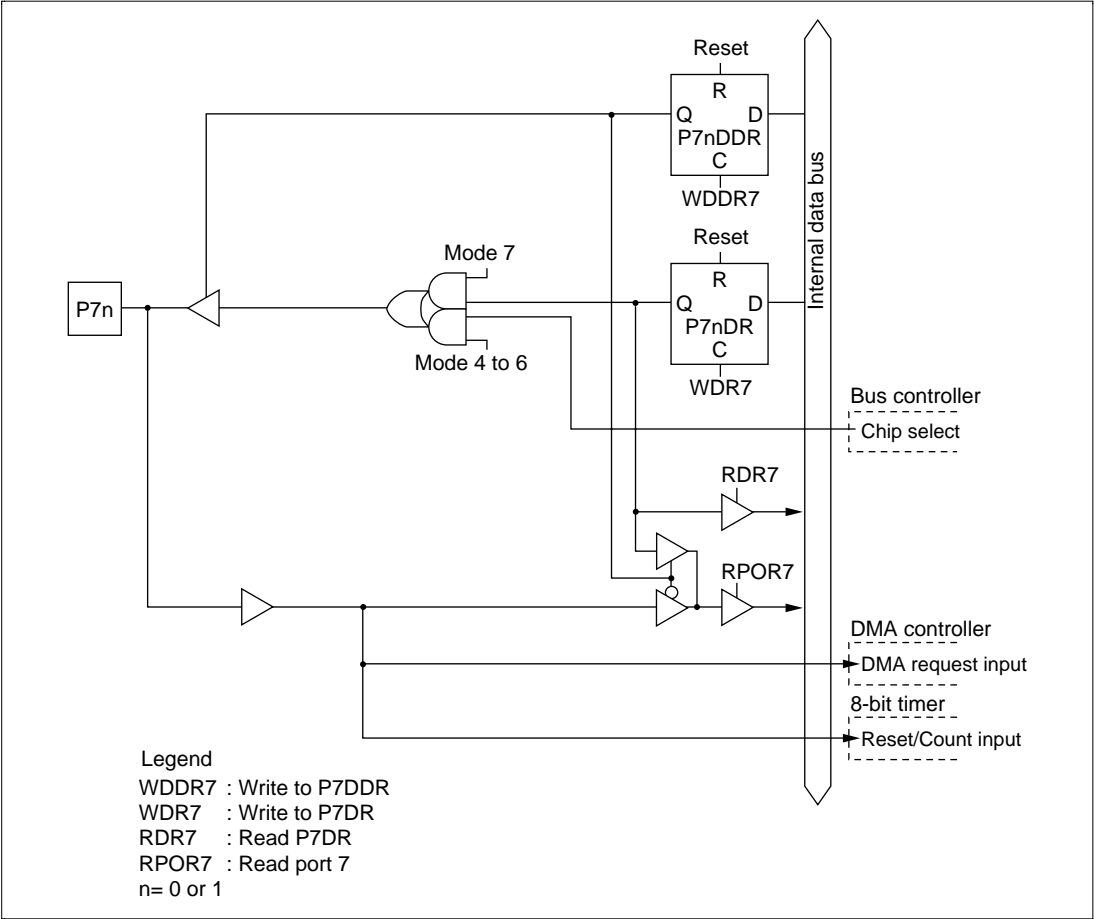 Reset
R
Q D
P7nDDR
C
WDDR7
Internal data bus
Mode 7
Reset
R
P7n
Q D
P7nDR
C
Mode 4 to 6
WDR7
Bus controller
Chip select
RDR7
RPOR7
DMA controller
DMA request input
8-bit timer
Reset/Count input
Legend
WDDR7 : Write to P7DDR
WDR7 : Write to P7DR
RDR7 : Read P7DR
RPOR7 : Read port 7
n= 0 or 1